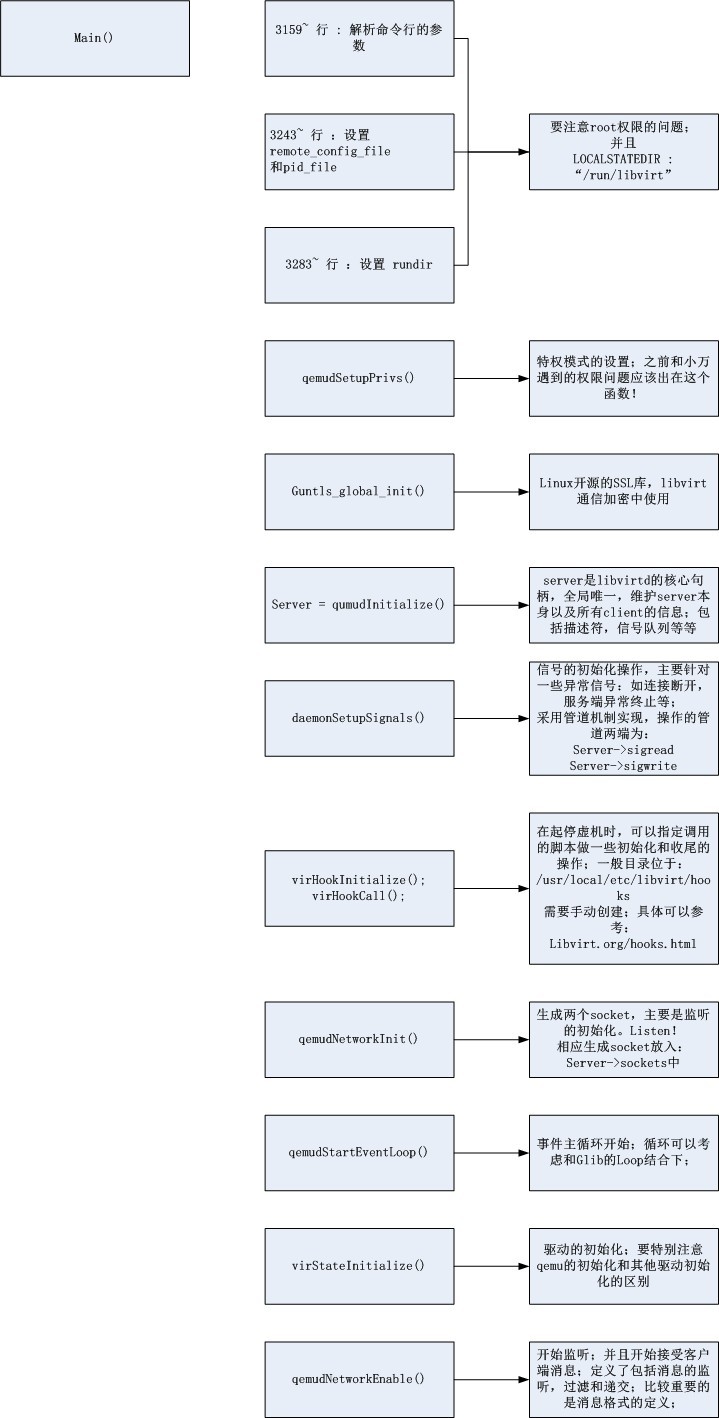 Main()
3159~ 行 : 解析命令行的参
数
3243~ 行 : 设置
remote_config_file
和pid_file
要注意root权限的问题;
并且
LOCALSTATEDIR :
“/run/libvirt”
3283~ 行 : 设置 rundir
qemudSetupPrivs()
特权模式的设置; 之前和小万
遇到的权限问题应该出在这个
函数!
Guntls_global_init()
Linux开源的SSL库, libvirt
通信加密中使用
Server = qumudInitialize()
server是libvirtd的核心句
柄, 全局唯一, 维护server本
身以及所有client的信息; 包
括描述符, 信号队列等等
daemonSetupSignals()
信号的初始化操作, 主要针对
一些异常信号: 如连接断开,
服务端异常终止等;
采用管道机制实现, 操作的管
道两端为:
Server->sigread
Server->sigwrite
virHookInitialize();
virHookCall();
在起停虚机时, 可以指定调用
的脚本做一些初始化和收尾的
操作; 一般目录位于:
/usr/local/etc/libvirt/hoo
ks
需要手动创建; 具体可以参
考:
Libvirt.org/hooks.html
qemudNetworkInit()
生成两个socket, 主要是监听
的初始化。Listen!
相应生成socket放入:
Server->sockets中
qemudStartEventLoop()
事件主循环开始; 循环可以考
虑和Glib的Loop结合下;
virStateInitialize()
驱动的初始化; 要特别注意
qemu的初始化和其他驱动初始
化的区别
qemudNetworkEnable()
开始监听; 并且开始接受客户
端消息; 定义了包括消息的监
听, 过滤和递交; 比较重要的
是消息格式的定义;